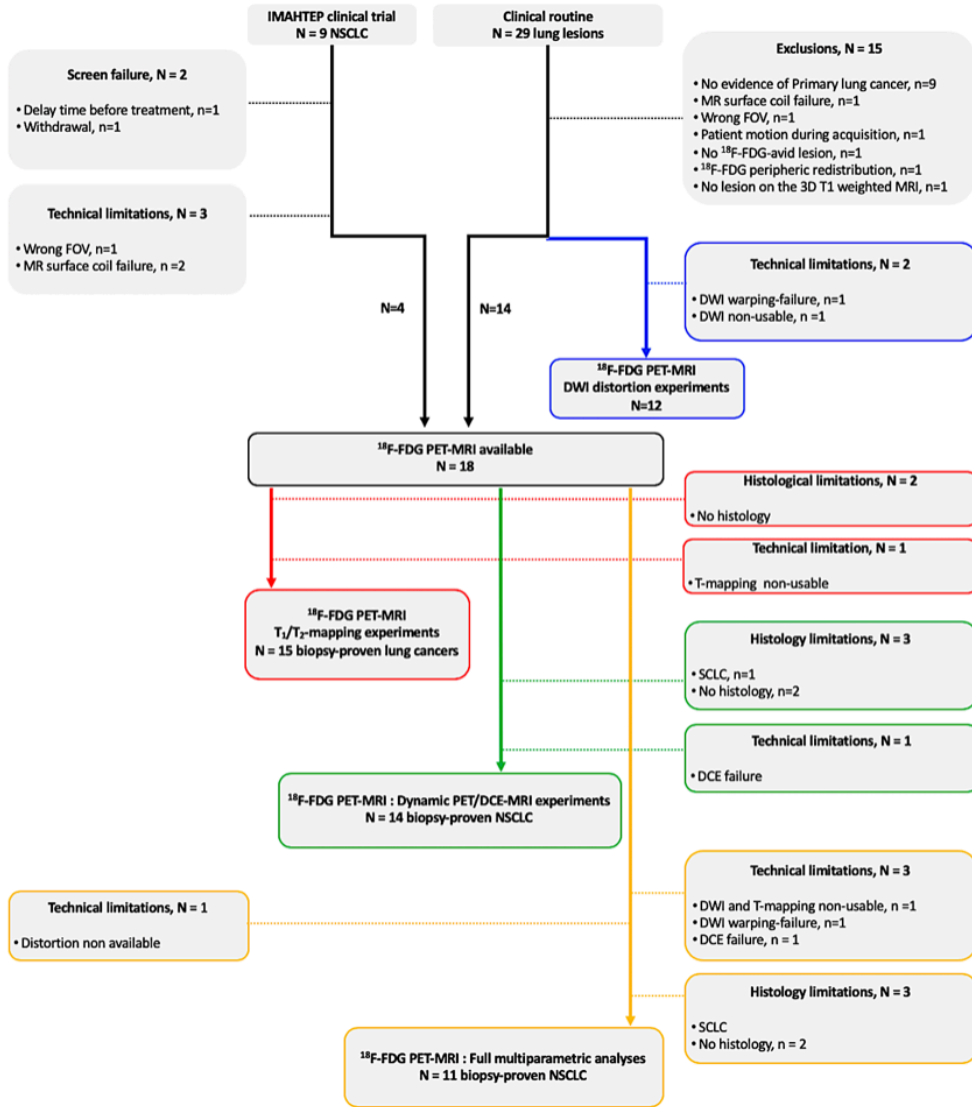 IMAHTEP clinical trial
N = 9 NSCLC
Clinical routine
N = 29 lung lesions
Screen failure, N = 2
• Delay time before treatment, n=1
• Withdrawal, n=1
Exclusions, N = 15
• No evidence of Primary lung cancer, n=9
• MR surface coil failure, n=1
• Wrong FOV, n=1
• Patient motion during acquisition, n=1
• No ¹⁸F-FDG-avid lesion, n=1
• ¹⁸F-FDG peripheric redistribution, n=1
• No lesion on the 3D T1 weighted MRI, n=1
Technical limitations, N = 3
• Wrong FOV, n=1
• MR surface coil failure, n =2
Technical limitations, N = 2
• DWI warping-failure, n=1
• DWI non-usable, n =1
N=4
N=14
¹⁸F-FDG PET-MRI
DWI distortion experiments
N=12
¹⁸F-FDG PET-MRI available
N = 18
Histological limitations, N = 2
• No histology
Technical limitation, N = 1
• T-mapping non-usable
¹⁸F-FDG PET-MRI
T₁/T₂-mapping experiments
N = 15 biopsy-proven lung cancers
Histology limitations, N = 3
• SCLC, n=1
• No histology, n=2
Technical limitations, N = 1
• DCE failure
¹⁸F-FDG PET-MRI : Dynamic PET/DCE-MRI experiments
N = 14 biopsy-proven NSCLC
Technical limitations, N = 3
• DWI and T-mapping non-usable, n =1
• DWI warping-failure, n=1
• DCE failure, n = 1
Technical limitations, N = 1
• Distortion non available
Histology limitations, N = 3
• SCLC
• No histology, n = 2
¹⁸F-FDG PET-MRI : Full multiparametric analyses
N = 11 biopsy-proven NSCLC